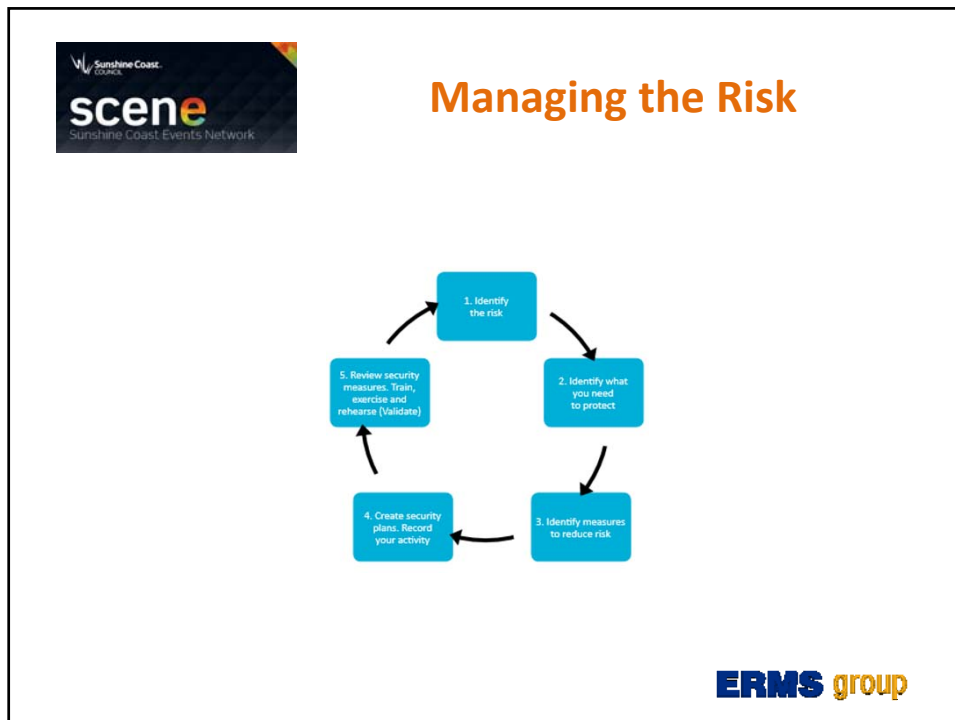 Sunshine Coast
COUNCIL
scene
Sunshine Coast Events Network
Managing the Risk
1. Identify
the risk
2. Identify what
you need
to protect
3. Identify measures
to reduce risk
4. Create security
plans. Record
your activity
5. Review security
measures. Train,
exercise and
rehearse (Validate)
ERMS group